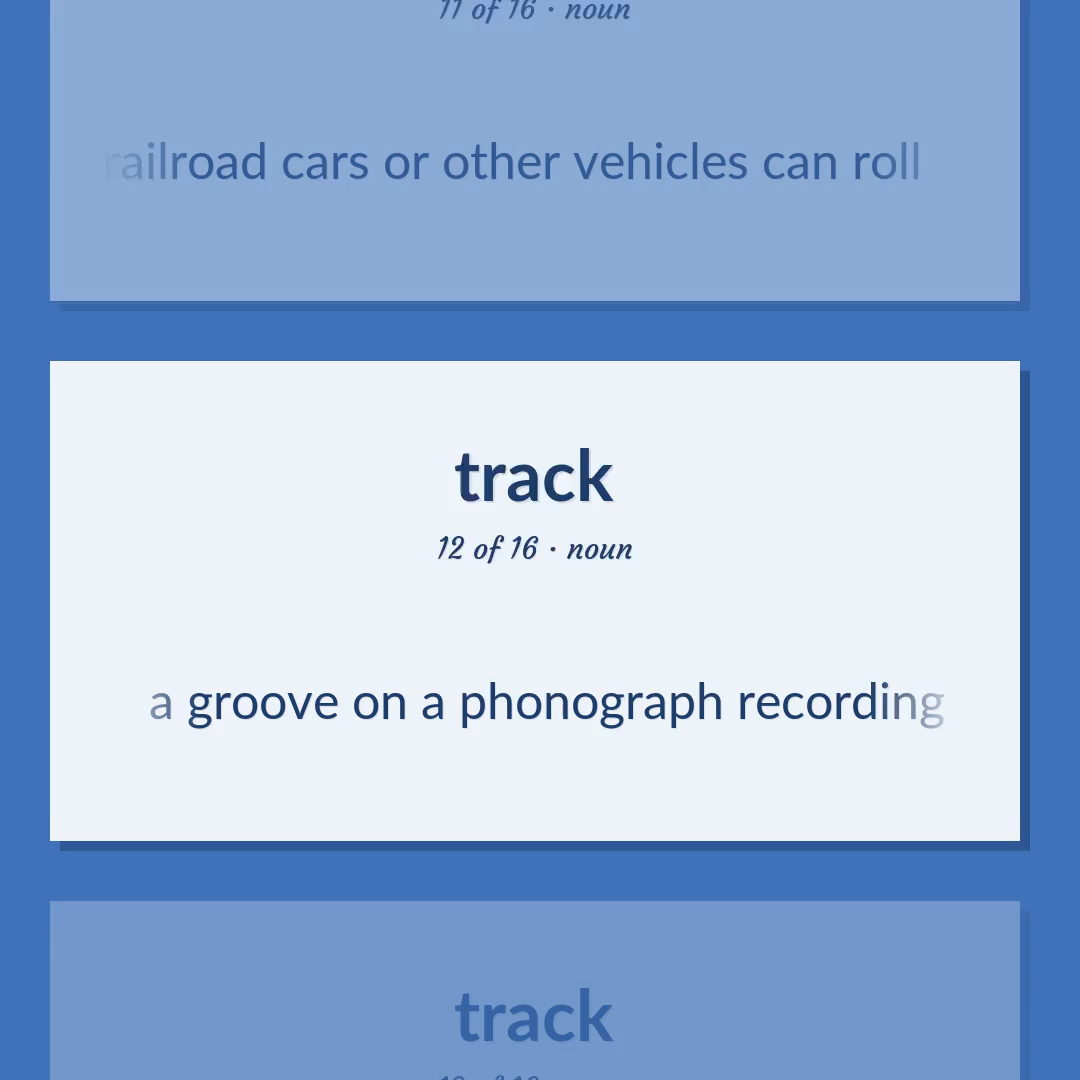 11 of 16 · noun
railroad cars or other vehicles can roll
track
12 of 16 · noun
a groove on a phonograph recording
track